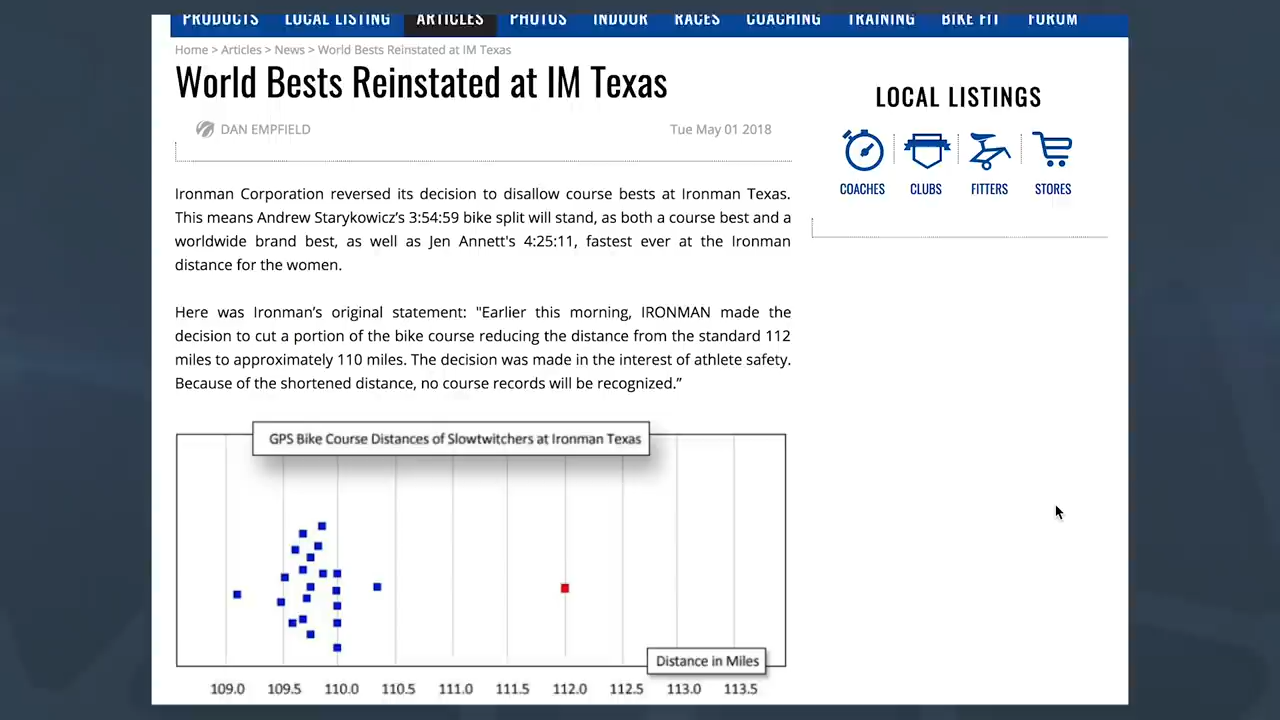 PRODUCTS LOCAL LISTING ARTICLES PHOTOS INDOOR RACES COACHING TRAINING BIKE FIT FORUM
Home > Articles > News > World Bests Reinstated at IM Texas
World Bests Reinstated at IM Texas
DAN EMPFIELD Tue May 01 2018
Ironman Corporation reversed its decision to disallow course bests at Ironman Texas.
This means Andrew Starykowicz's 3:54:59 bike split will stand, as both a course best and a
worldwide brand best, as well as Jen Annett's 4:25:11, fastest ever at the Ironman
distance for the women.
Here was Ironman's original statement: "Earlier this morning, IRONMAN made the
decision to cut a portion of the bike course reducing the distance from the standard 112
miles to approximately 110 miles. The decision was made in the interest of athlete safety.
Because of the shortened distance, no course records will be recognized.”
GPS Bike Course Distances of Slowtwitchers at Ironman Texas
Distance in Miles
109.0 109.5 110.0 110.5 111.0 111.5 112.0 112.5 113.0 113.5
LOCAL LISTINGS
COACHES CLUBS FITTERS STORES